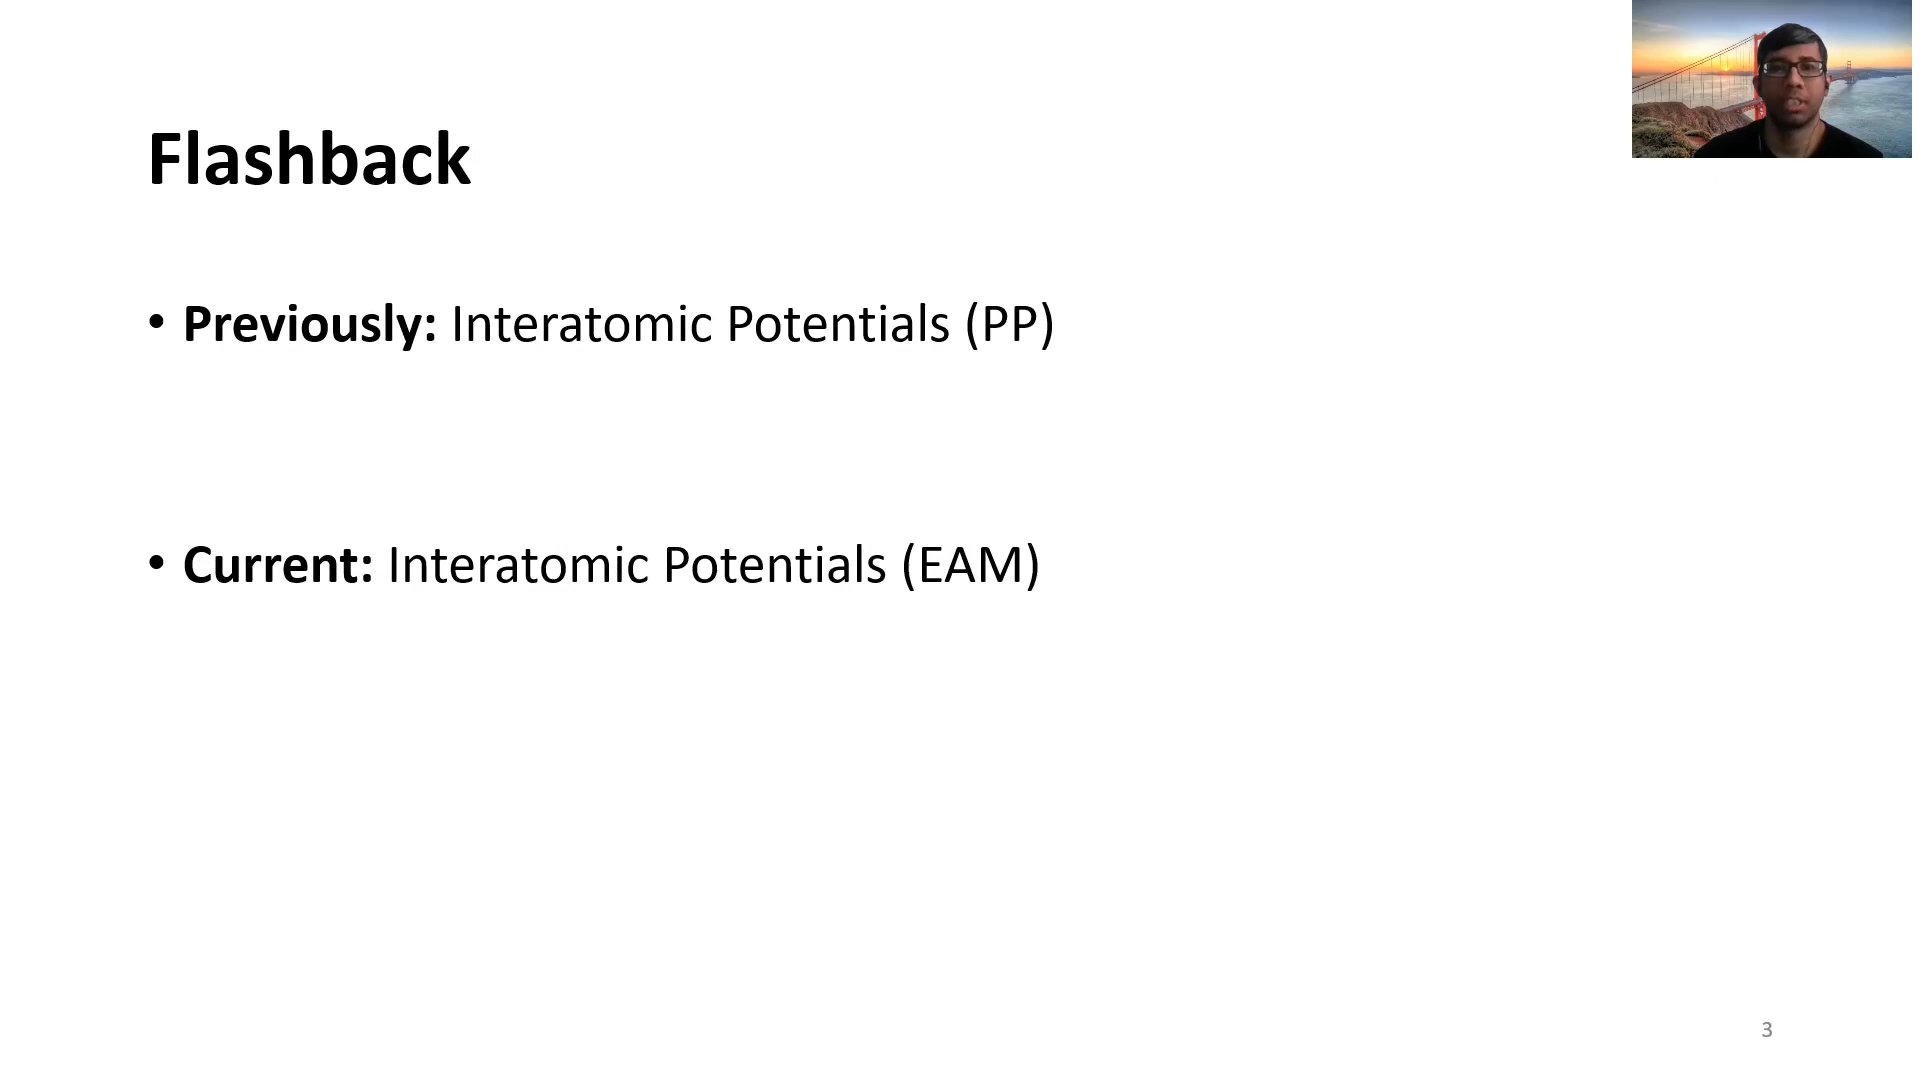 Flashback
• Previously: Interatomic Potentials (PP)
• Current: Interatomic Potentials (EAM)
3